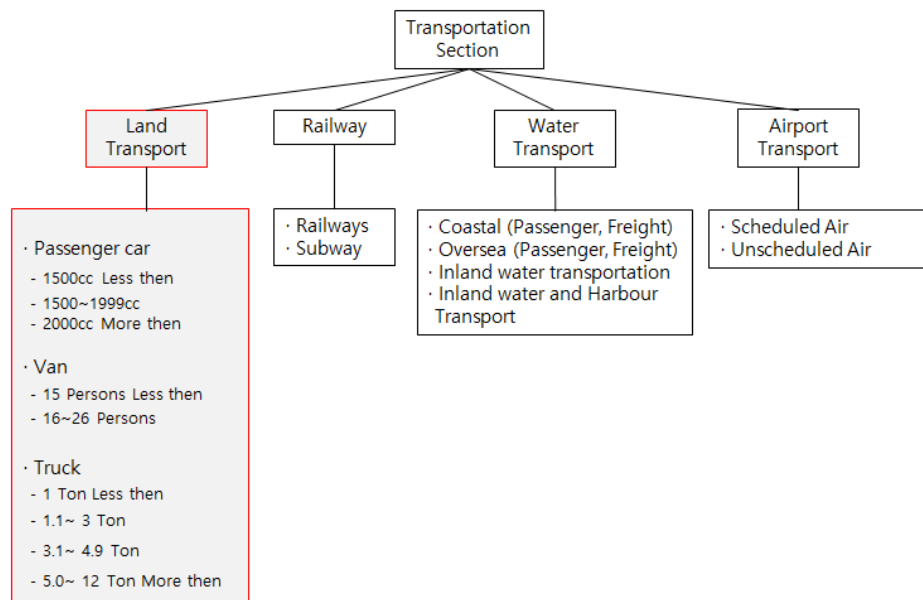 Transportation
Section
Land
Transport
Railway
Water
Transport
Airport
Transport
· Passenger car
- 1500cc Less then
- 1500~1999cc
- 2000cc More then
· Van
- 15 Persons Less then
- 16~26 Persons
· Truck
- 1 Ton Less then
- 1.1~ 3 Ton
- 3.1~ 4.9 Ton
- 5.0~ 12 Ton More then
· Railways
· Subway
· Coastal (Passenger, Freight)
· Oversea (Passenger, Freight)
· Inland water transportation
· Inland water and Harbour
Transport
· Scheduled Air
· Unscheduled Air